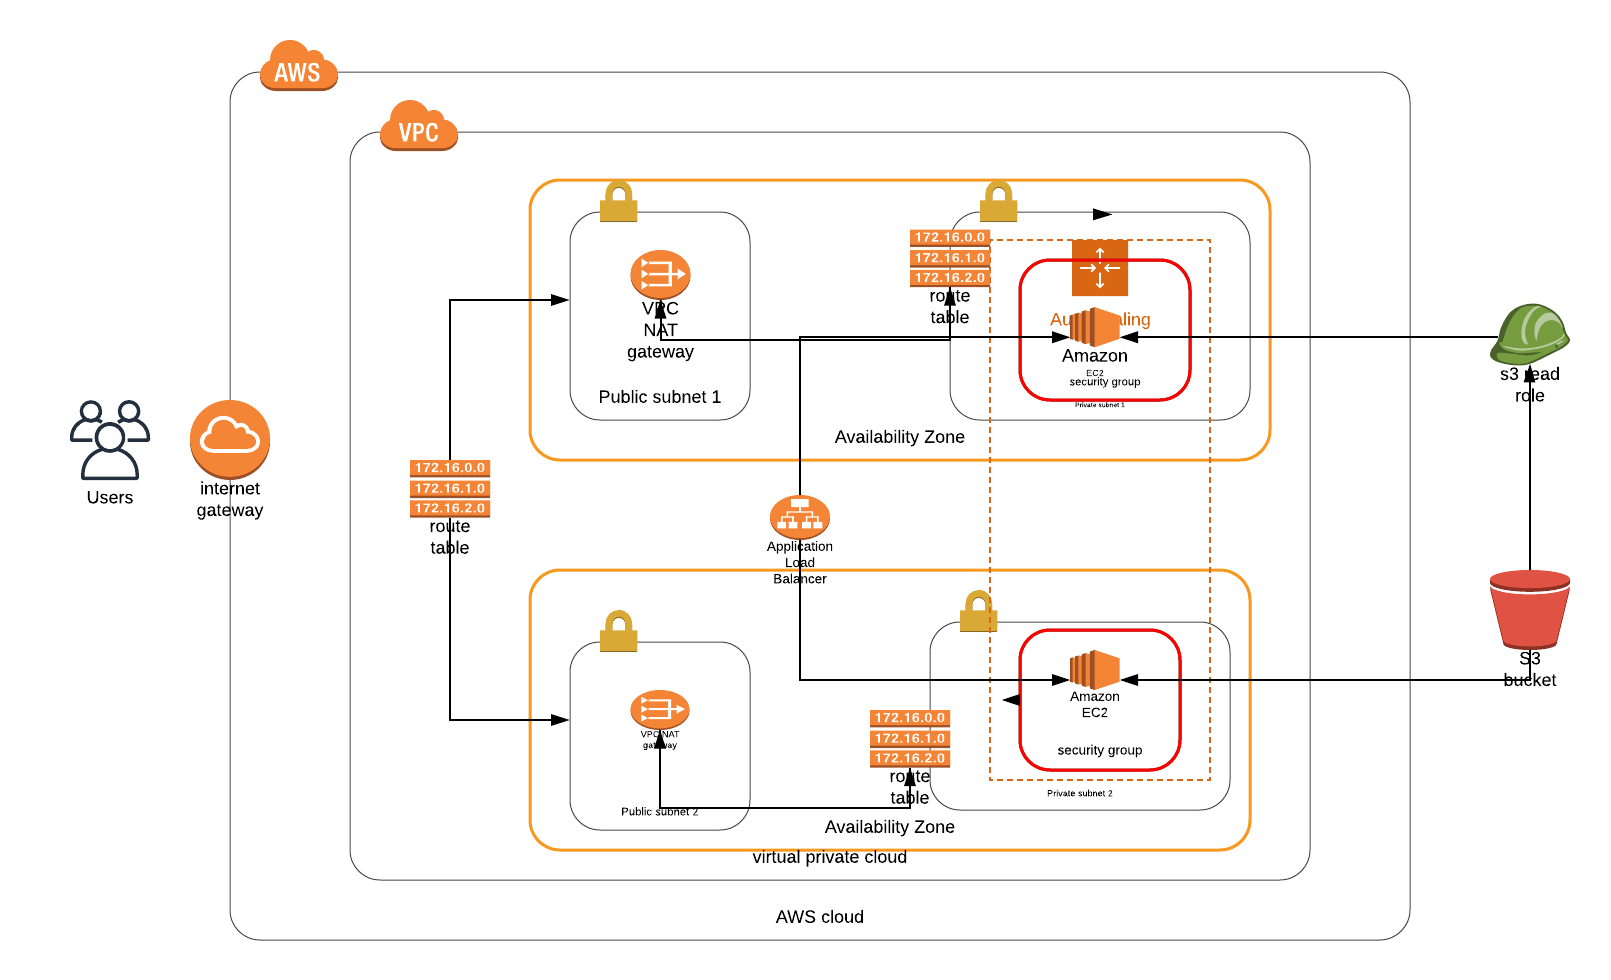 AWS
VPC
172.16.0.0
172.16.1.0
172.16.2.0
route
table
VPC
NAT
gateway
Public subnet 1
Auto Scaling
Amazon
EC2
security group
Private subnet 1
Availability Zone
s3 read
role
Users
internet
gateway
172.16.0.0
172.16.1.0
172.16.2.0
route
table
Application
Load
Balancer
S3
bucket
VPC NAT
gateway
Public subnet 2
172.16.0.0
172.16.1.0
172.16.2.0
route
table
Amazon
EC2
security group
Private subnet 2
Availability Zone
virtual private cloud
AWS cloud